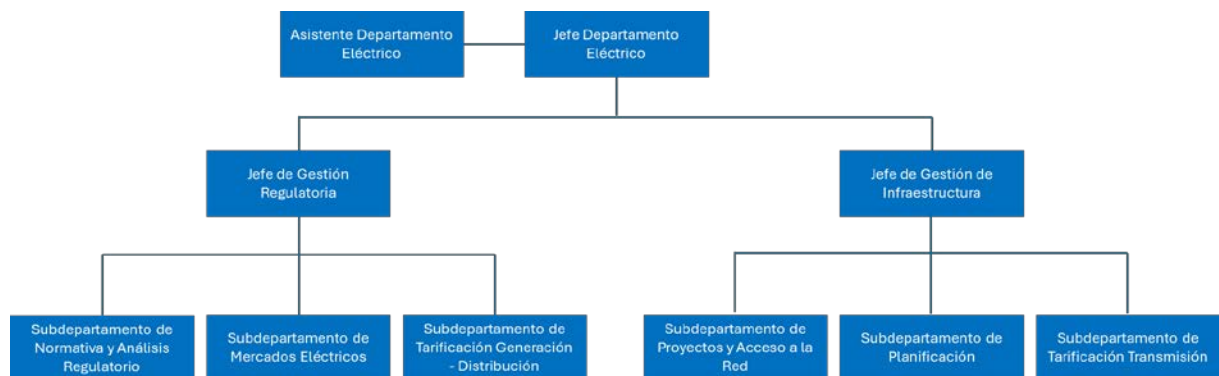 Asistente Departamento
Eléctrico
Jefe Departamento
Eléctrico
Jefe de Gestión
Regulatoria
Jefe de Gestión de
Infraestructura
Subdepartamento de
Normativa y Análisis
Regulatorio
Subdepartamento de
Mercados Eléctricos
Subdepartamento de
Tarificación Generación
- Distribución
Subdepartamento de
Proyectos y Acceso a la
Red
Subdepartamento de
Planificación
Subdepartamento de
Tarificación Transmisión